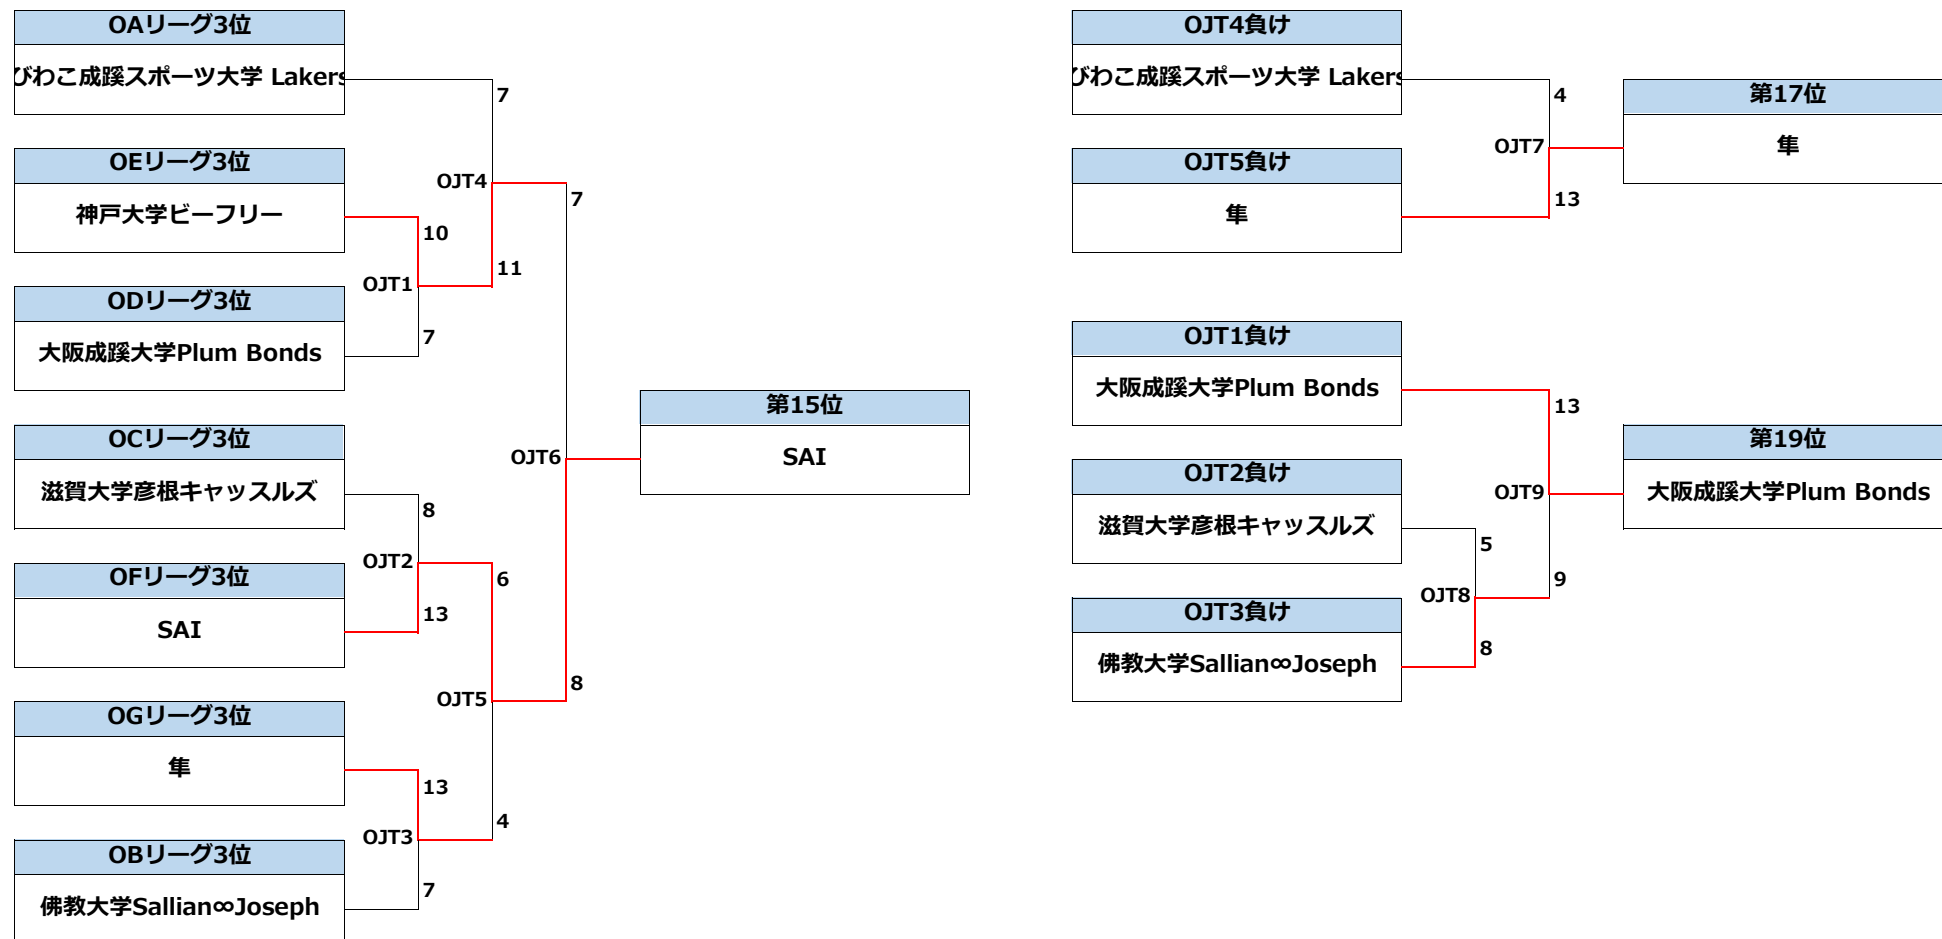 OAリーグ3位
びわこ成蹊スポーツ大学 Lakers
7
OEリーグ3位
神戸大学ビーフリー
10
OJT4
7
11
OJT1
ODリーグ3位
大阪成蹊大学Plum Bonds
7
第15位
SAI
OJT6
OCリーグ3位
滋賀大学彦根キャッスルズ
8
OJT2
6
OFリーグ3位
SAI
13
OJT5
8
OGリーグ3位
隼
13
OJT3
4
OBリーグ3位
佛教大学Sallian∞Joseph
7
OJT4負け
びわこ成蹊スポーツ大学 Lakers
4
第17位
隼
OJT7
OJT5負け
隼
13
OJT1負け
大阪成蹊大学Plum Bonds
13
第19位
大阪成蹊大学Plum Bonds
OJT9
OJT2負け
滋賀大学彦根キャッスルズ
5
9
OJT8
OJT3負け
佛教大学Sallian∞Joseph
8